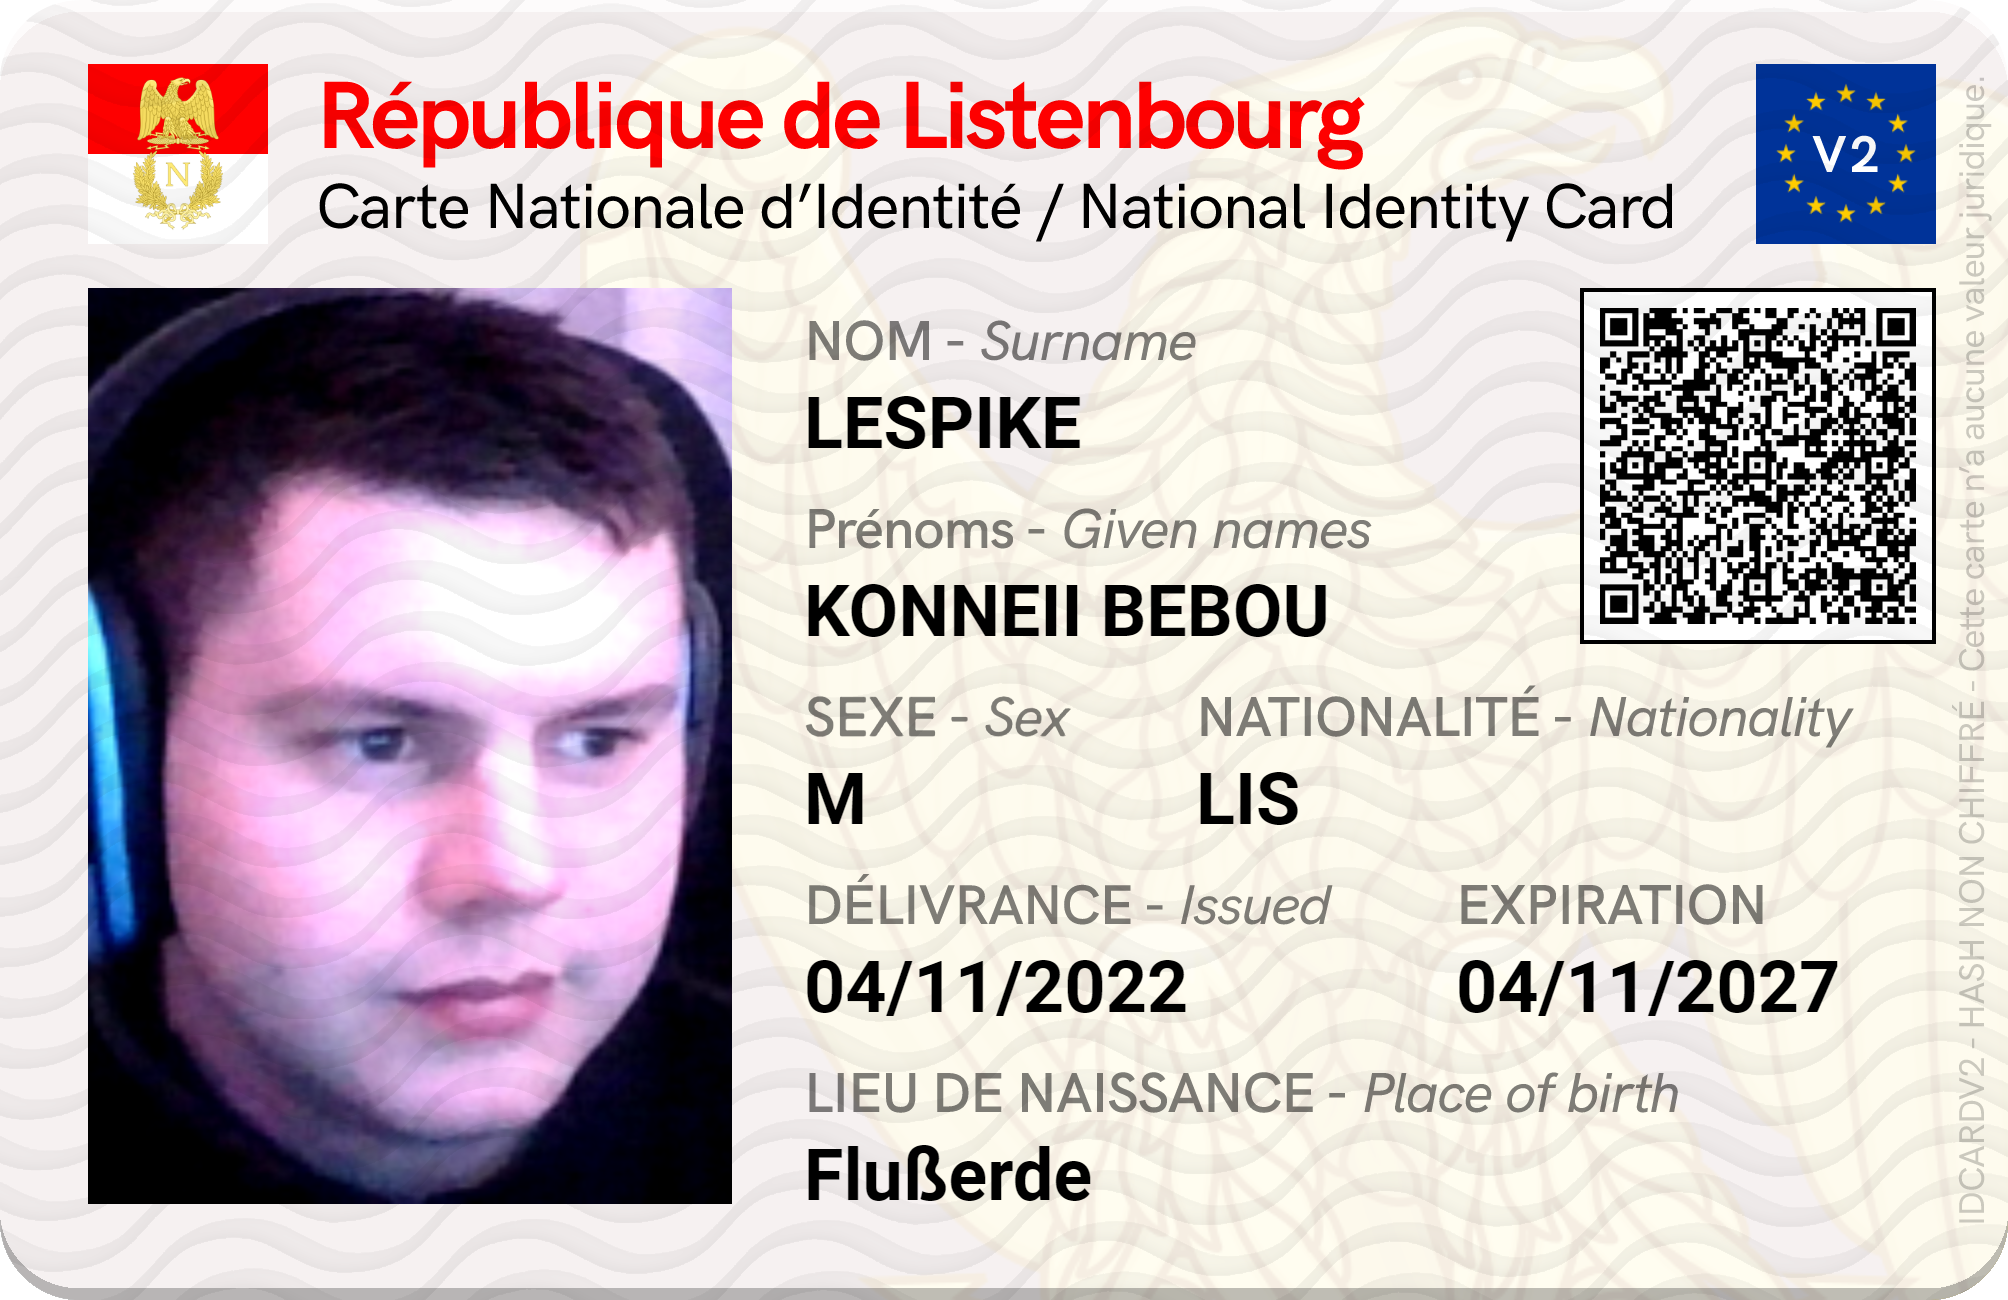 République de Listenbourg
Carte Nationale d’Identité / National Identity Card
N
V2
NOM - Surname
LESPIKE
Prénoms - Given names
KONNEII BEBOU
SEXE - Sex
NATIONALITÉ - Nationality
M
LIS
DÉLIVRANCE - Issued
EXPIRATION
04/11/2022
04/11/2027
LIEU DE NAISSANCE - Place of birth
Flußerde
IDCARDV2 - HASH NON CHIFFRÉ - Cette carte n’a aucune valeur juridique.